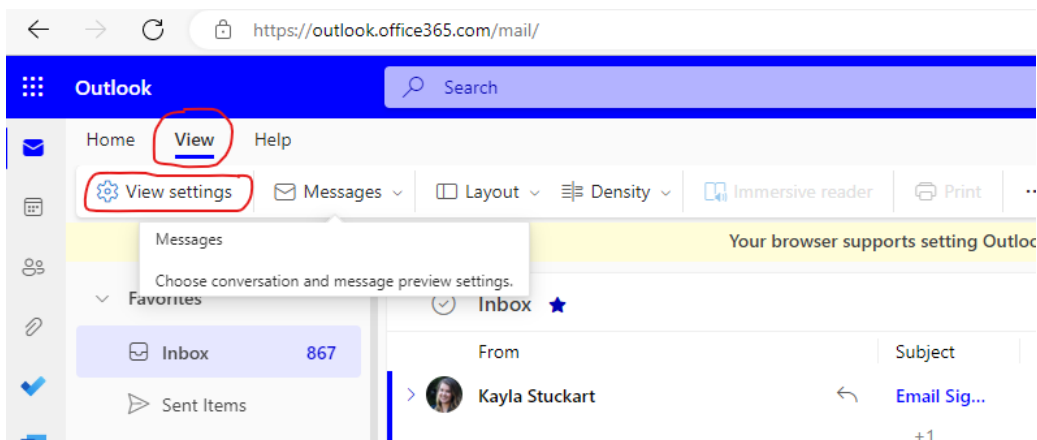 https://outlook.office365.com/mail/
Outlook
Search
Home View Help
View settings Messages Layout Density Immersive reader Print ...
Messages
Choose conversation and message preview settings.
Your browser supports setting
Favorites
Inbox
From Subject
Inbox 867
Kayla Stuckart Email Sig...
Sent Items
+1